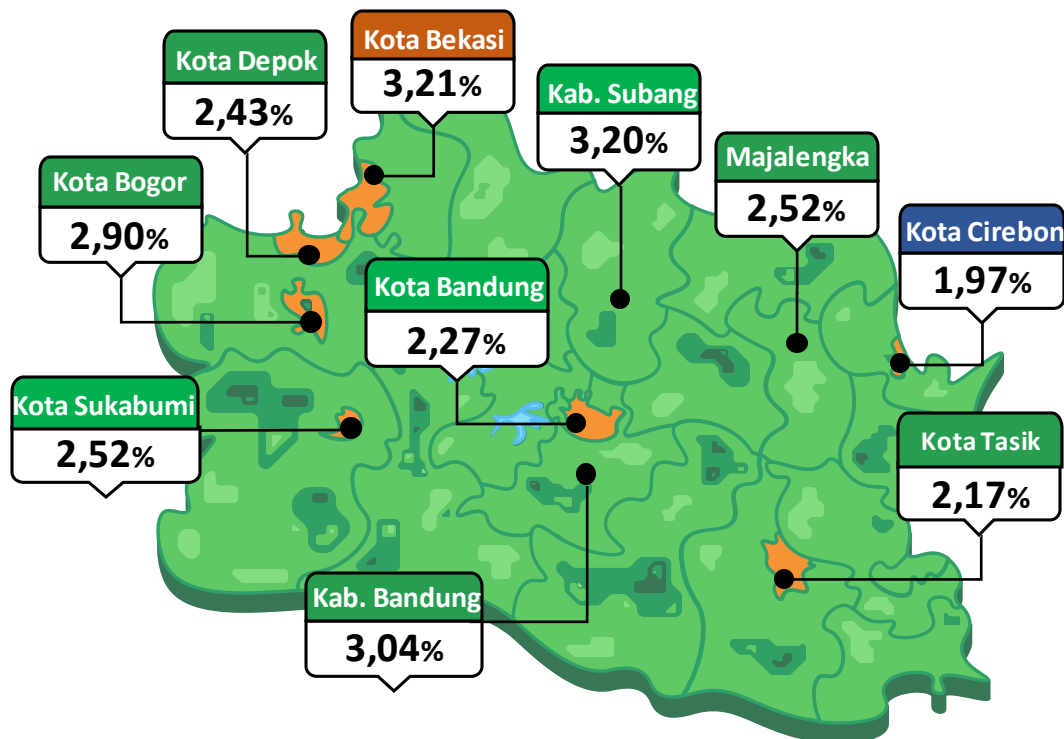 Kota Bekasi
3,21%
Kota Depok
2,43%
Kab. Subang
3,20%
Majalengka
2,52%
Kota Bogor
2,90%
Kota Cirebon
1,97%
Kota Bandung
2,27%
Kota Sukabumi
2,52%
Kota Tasik
2,17%
Kab. Bandung
3,04%